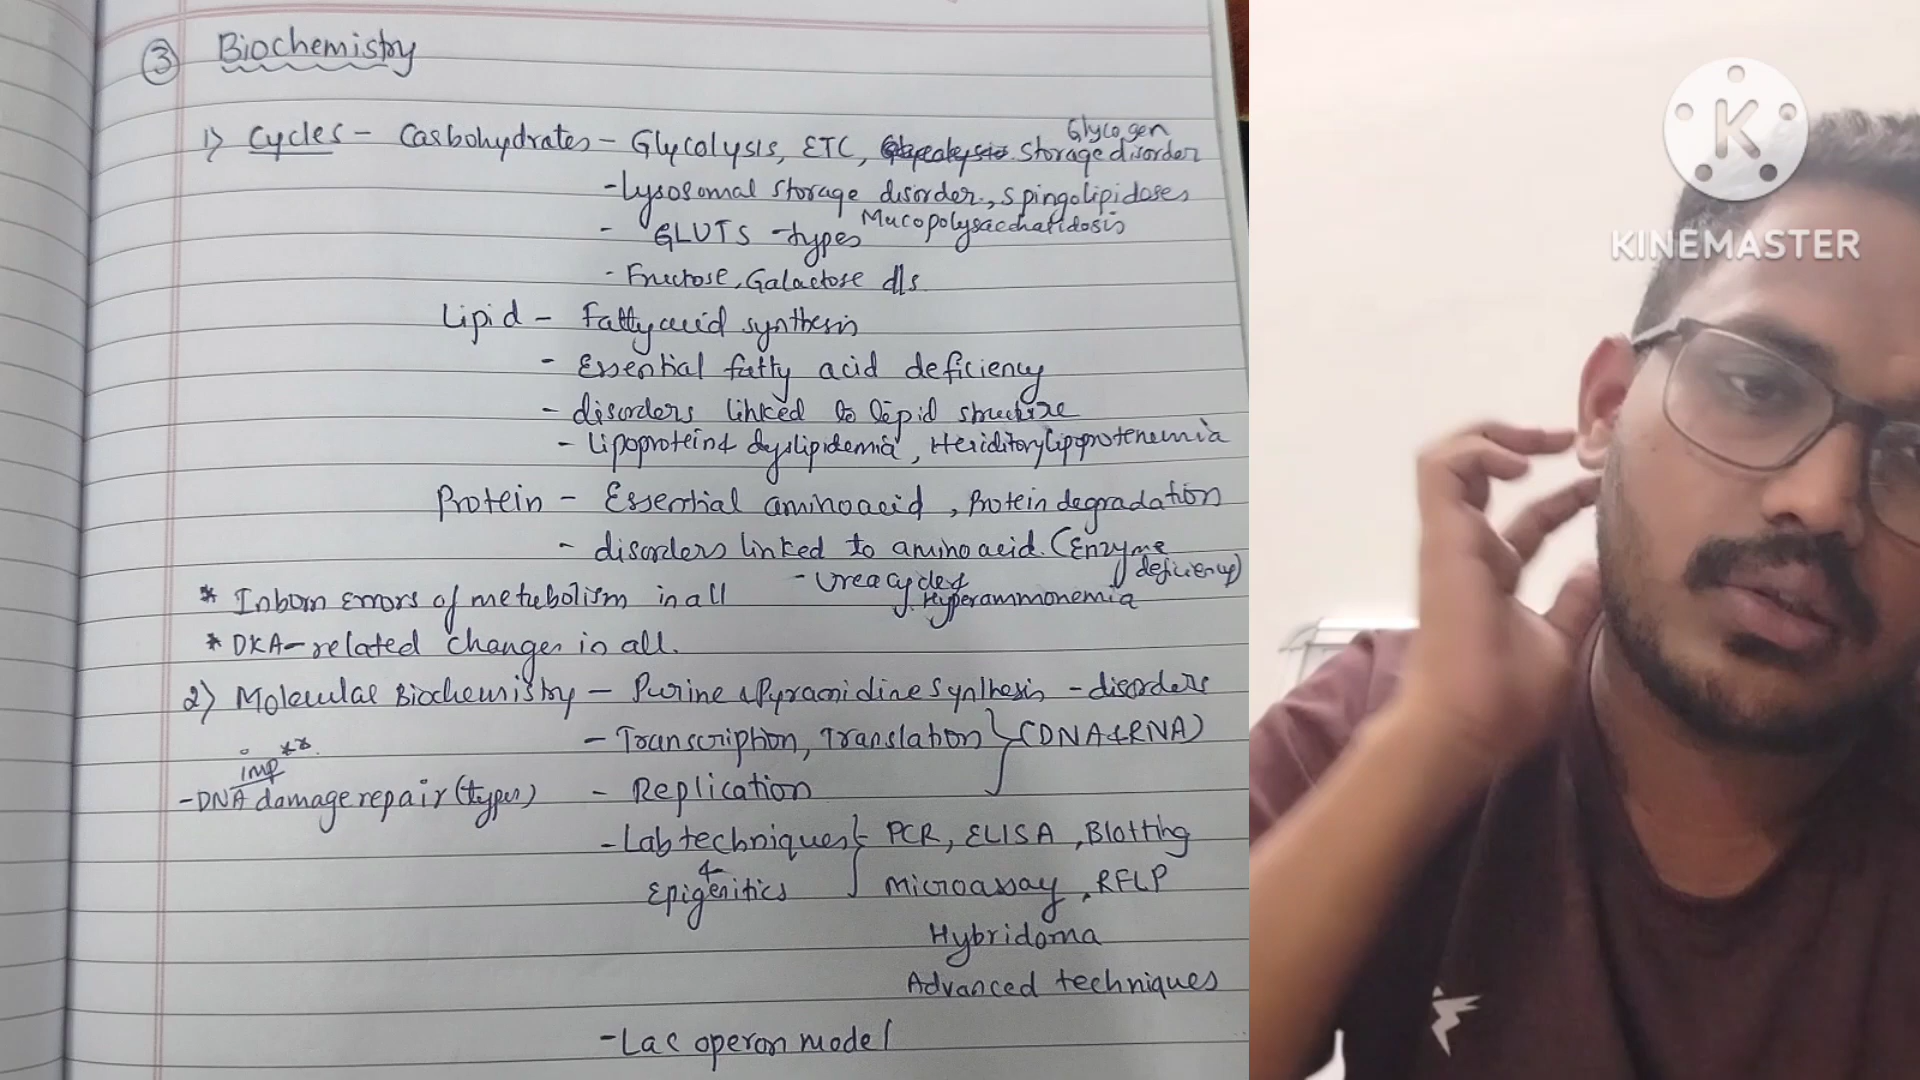 ③ Biochemistry
1) Cycles - Carbohydrates - Glycolysis, ETC, Glycogen Storage disorder
- Lysosomal Storage disorder, Spingolipidoses
Mucopolysaccharidosis
- GLUTS - types
- Fructose, Galactose d/s
Lipid - Fattyacid synthesis
- Essential fatty acid deficiency
- disorders linked to lipid structure
- Lipoprotein & dyslipidemia, Heriditory lipoprotenemia
Protein - Essential aminoacid, Protein degradation
- disorders linked to amino acid. (Enzyme deficiency)
- Urea cycle & Hyperammonemia
* Inborn Errors of metabolism in all
* DKA - related changes in all.
2) Molecular Biochemistry - Purine & Pyramidine Synthesis - disorders
- Transcription, Translation } (DNA & RNA)
imp **
- DNA damage repair (types)
- Replication
- Lab techniques } - PCR, ELISA, Blotting
& Epigenitics
Microassay, RFLP
Hybridoma
Advanced techniques
- Lac operon model
K
KINEMASTER